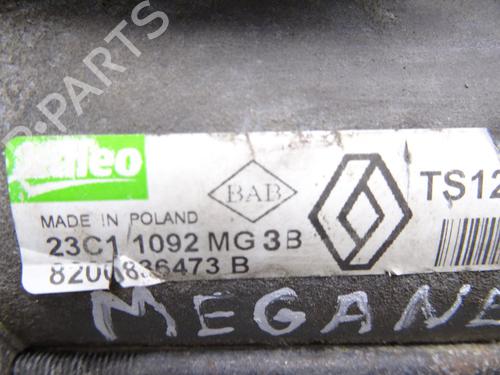 B-PARTS
Valeo
BAB
TS12
MADE IN POLAND
23C1 1092 MG 3B
8200836473 B
MEGANE